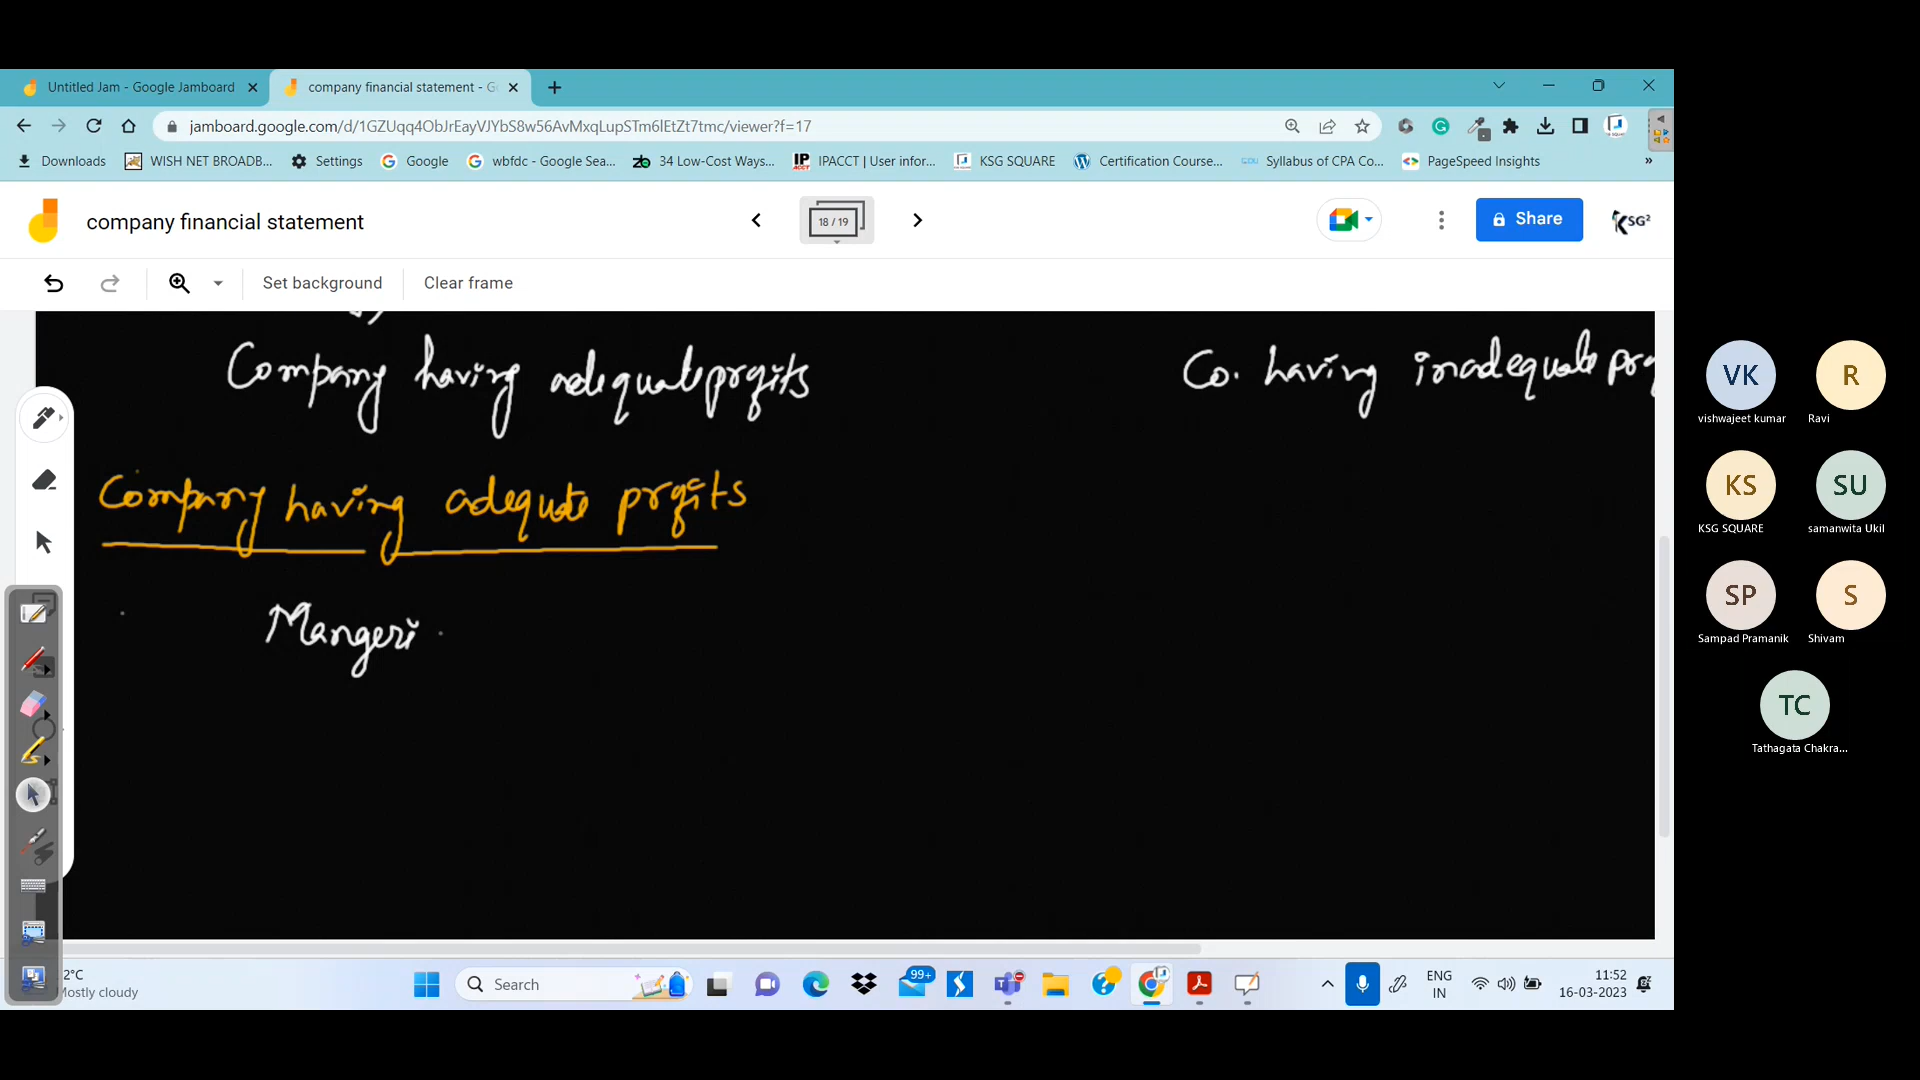 Untitled Jam - Google Jamboard
company financial statement - G
jamboard.google.com/d/1GZUqq4ObJrEayVJYbS8w56AvMxqLupSTm6lEtZt7tmc/viewer?f=17
Downloads WISH NET BROADB... Settings Google wbfdc - Google Sea... 34 Low-Cost Ways... IPACCT | User infor... KSG SQUARE Certification Course... Syllabus of CPA Co... PageSpeed Insights »
company financial statement
18 / 19
Share
KSG²
Set background Clear frame
Company having adequate profits
Co. having inadequate
Company having adequate profits
Mangeri
VK R
vishwajeet kumar Ravi
KS SU
KSG SQUARE samanwita Ukil
SP S
Sampad Pramanik Shivam
TC
Tathagata Chakra...
2°C
Mostly cloudy
Search
99+
ENG
IN
11:52
16-03-2023